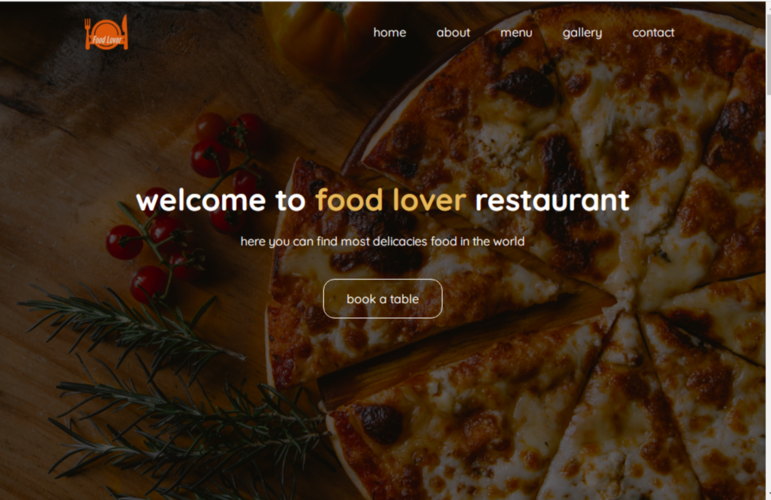 Food Lover
home about menu gallery contact
welcome to food lover restaurant
here you can find most delicacies food in the world
book a table